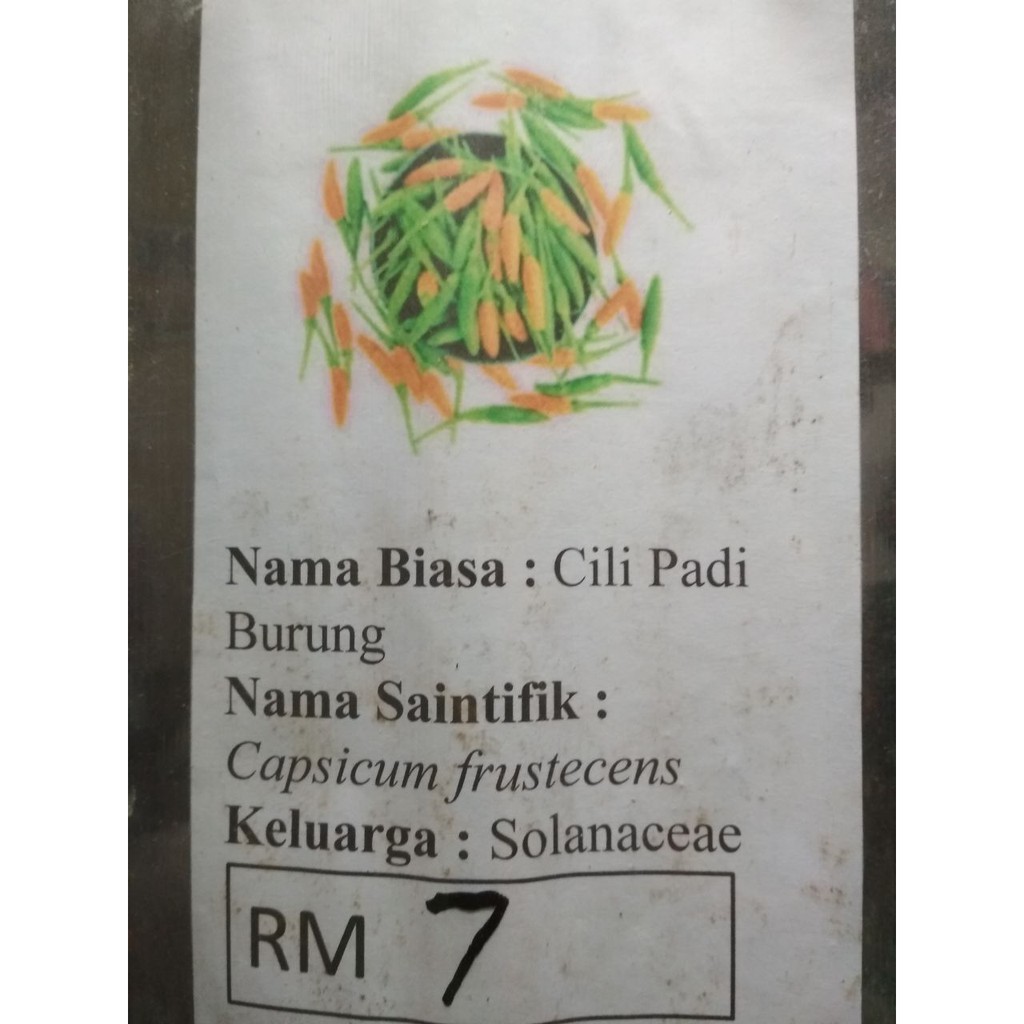 Nama Biasa : Cili Padi
Burung
Nama Saintifik :
Capsicum frustecens
Keluarga : Solanaceae
RM 7